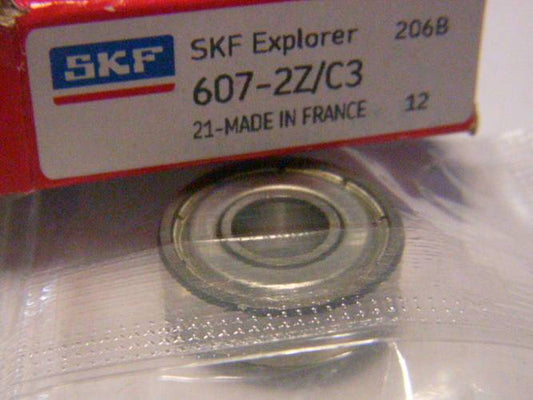 SKF
SKF Explorer 206B
607-2Z/C3
21-MADE IN FRANCE 12